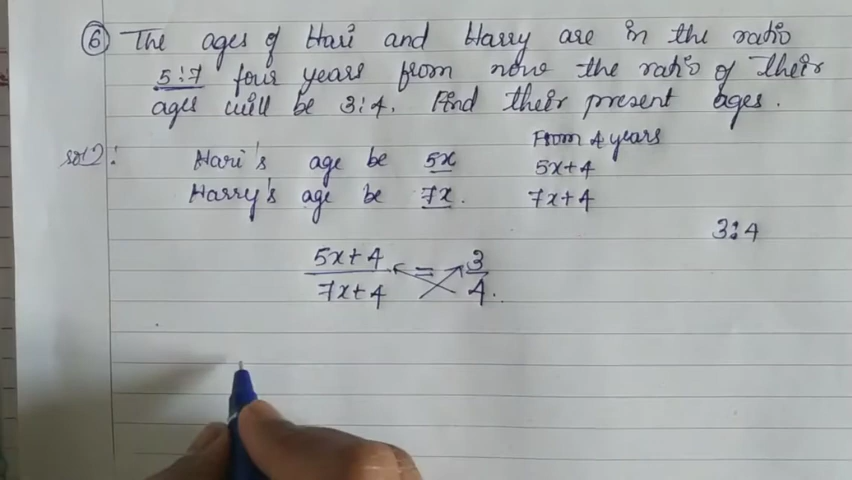 6 The ages of Hari and Harry are in the ratio
5:7 four years from now the ratio of their
ages will be 3:4. Find their present ages.
From 4 years
soln: Hari's age be 5x 5x+4
Harry's age be 7x. 7x+4
3:4
5x+4 = 3
7x+4 4.